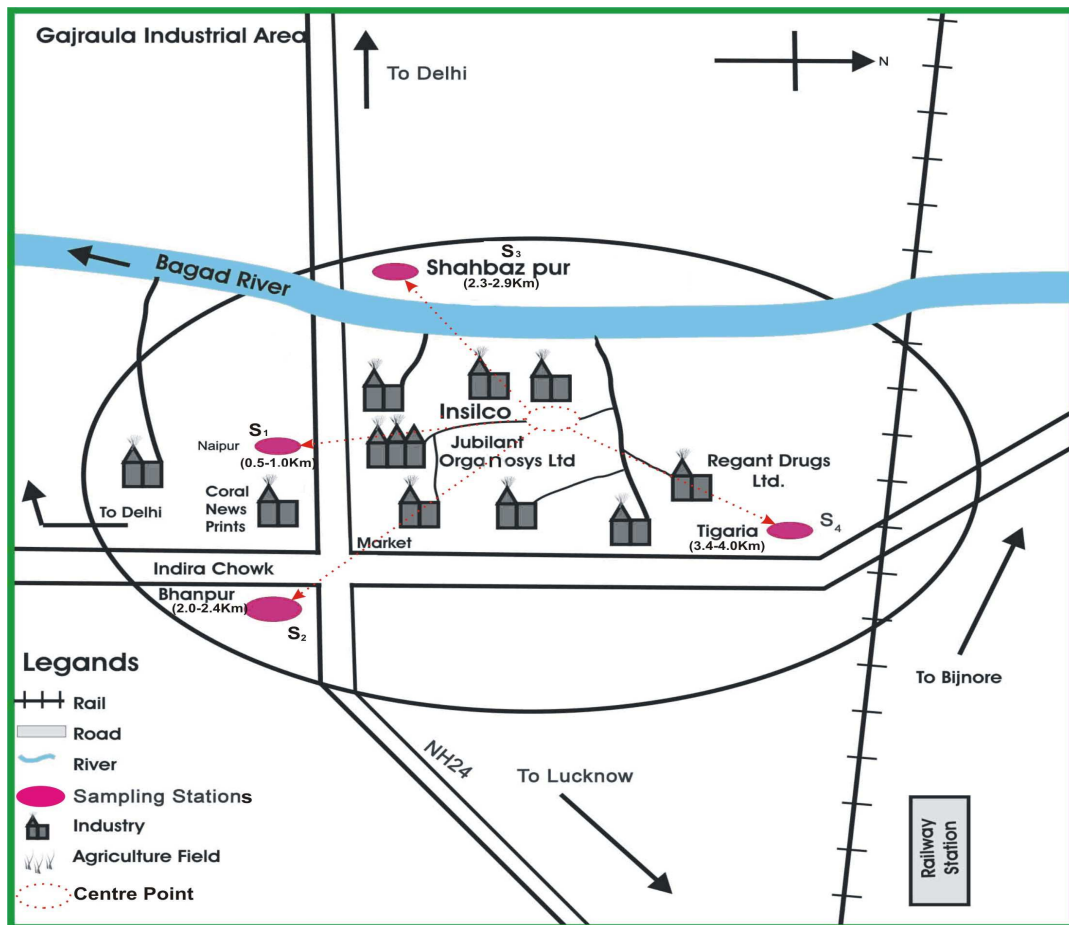 Gajraula Industrial Area
To Delhi
N
S3
Shahbaz pur
(2.3-2.9Km)
Bagad River
Insilco
S1
Naipur
(0.5-1.0Km)
Jubilant
Organosys Ltd
Regant Drugs
Ltd.
Coral
News
Prints
To Delhi
S4
Tigaria
(3.4-4.0Km)
Market
Indira Chowk
Bhanpur
(2.0-2.4Km)
S2
Legands
Rail
Road
River
Sampling Stations
Industry
Agriculture Field
Centre Point
NH24
To Lucknow
To Bijnore
Railway
Station